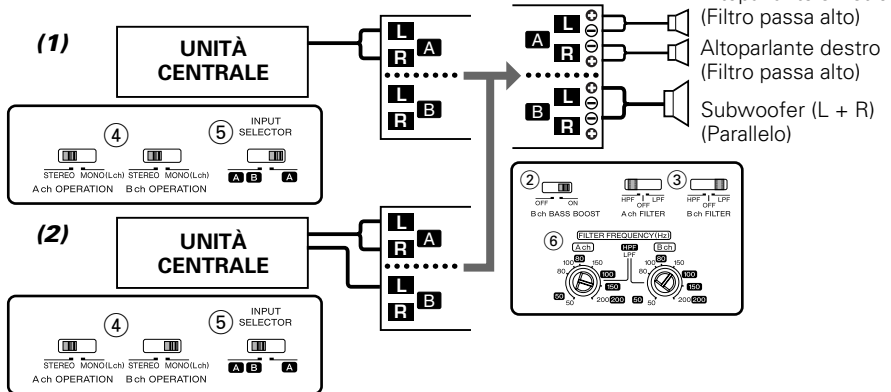 (Filtro passa alto)
Altoparlante destro
(Filtro passa alto)
Subwoofer (L + R)
(Parallelo)
(1)
UNITÀ
CENTRALE
L
R A
L
R B
A L
R
B L
R
④ ⑤ INPUT
SELECTOR
STEREO MONO(Lch) STEREO MONO(Lch) A B A
A ch OPERATION B ch OPERATION
(2)
UNITÀ
CENTRALE
L
R A
L
R B
④ ⑤ INPUT
SELECTOR
STEREO MONO(Lch) STEREO MONO(Lch) A B A
A ch OPERATION B ch OPERATION
② ③
OFF ON HPF OFF LPF HPF OFF LPF
B ch BASS BOOST A ch FILTER B ch FILTER
⑥ FILTER FREQUENCY(Hz)
A ch HPF B ch
LPF
80 100 150 100 80 150 200 200 50 50
80 100 150 100 80 150 200 200 50 50